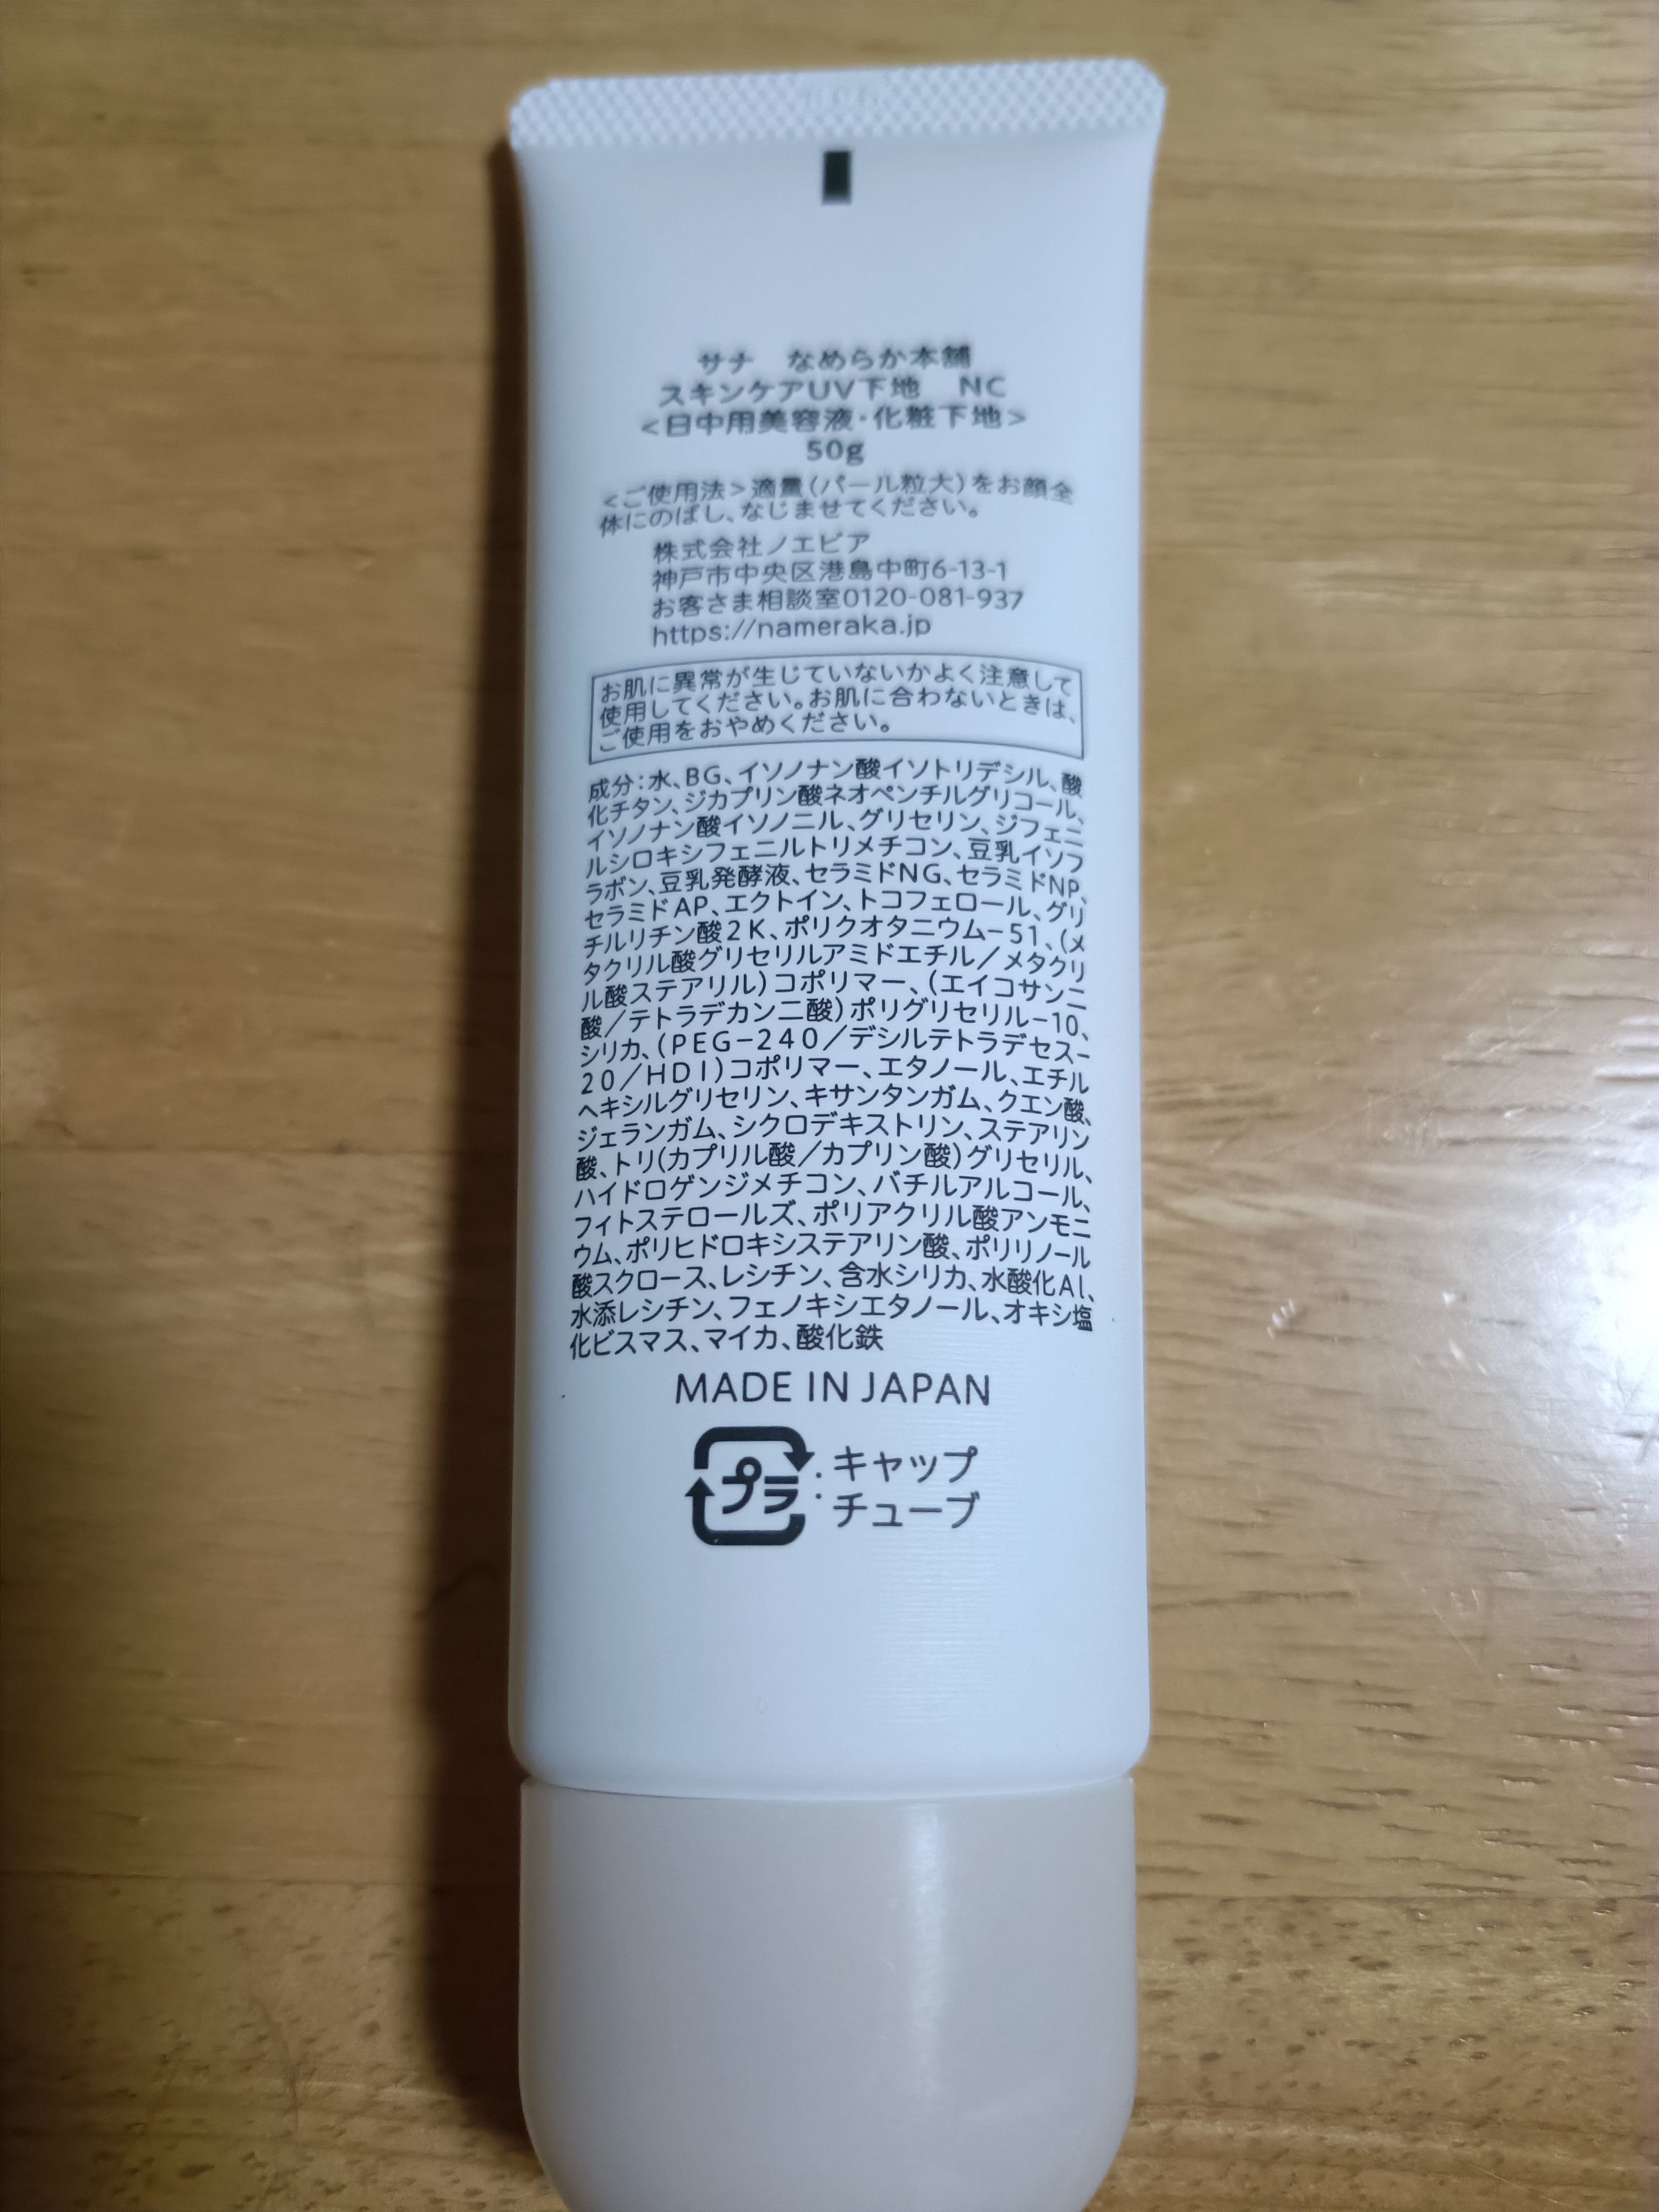 サナ　なめらか本舗
スキンケアUV下地　NC
<日中用美容液・化粧下地>
50g
<ご使用法>適量(パール粒大)をお顔全
体にのばし、なじませてください。
株式会社ノエビア
神戸市中央区港島中町6-13-1
お客さま相談室0120-081-937
https://nameraka.jp
お肌に異常が生じていないかよく注意して
使用してください。お肌に合わないときは、
ご使用をおやめください。
成分：水、BG、イソノナン酸イソトリデシル、酸
化チタン、ジカプリン酸ネオペンチルグリコール、
イソノナン酸イソノニル、グリセリン、ジフェニ
ルシロキシフェニルトリメチコン、豆乳イソフ
ラボン、豆乳発酵液、セラミドNG、セラミドNP、
セラミドAP、エクトイン、トコフェロール、グリ
チルリチン酸2K、ポリクオタニウム-51、(メ
タクリル酸グリセリルアミドエチル／メタクリ
ル酸ステアリル)コポリマー、(エイコサン二
酸／テトラデカン二酸)ポリグリセリル-10、
シリカ、(PEG-240／デシルテトラデセス-
20／HDI)コポリマー、エタノール、エチル
ヘキシルグリセリン、キサンタンガム、クエン酸、
ジェランガム、シクロデキストリン、ステアリン
酸、トリ(カプリル酸／カプリン酸)グリセリル、
ハイドロゲンジメチコン、バチルアルコール、
フィトステロールズ、ポリアクリル酸アンモニ
ウム、ポリヒドロキシステアリン酸、ポリリノール
酸スクロース、レシチン、含水シリカ、水酸化Al、
水添レシチン、フェノキシエタノール、オキシ塩
化ビスマス、マイカ、酸化鉄
MADE IN JAPAN
プラ：キャップ
：チューブ